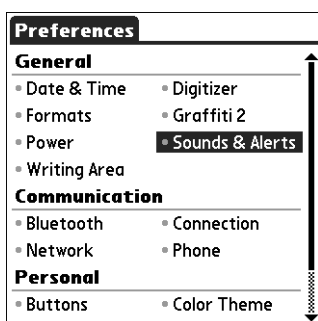 Preferences
General
Date & Time Digitizer
Formats Graffiti 2
Power Sounds & Alerts
Writing Area
Communication
Bluetooth Connection
Network Phone
Personal
Buttons Color Theme